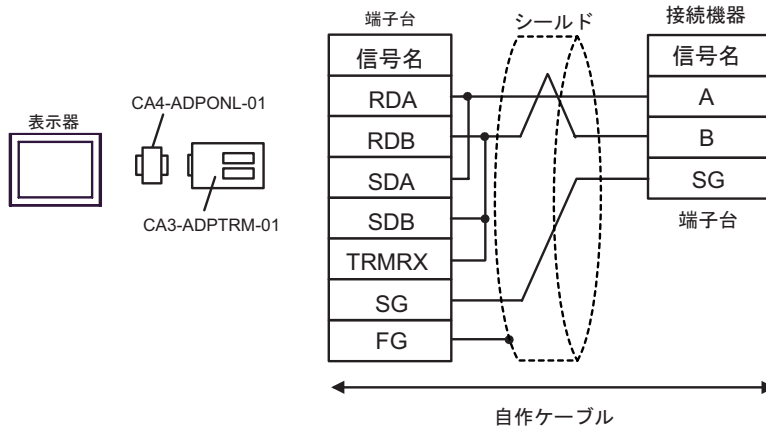 表示器
CA4-ADPONL-01
CA3-ADPTRM-01
端子台
信号名
RDA
RDB
SDA
SDB
TRMRX
SG
FG
シールド
接続機器
信号名
A
B
SG
端子台
自作ケーブル